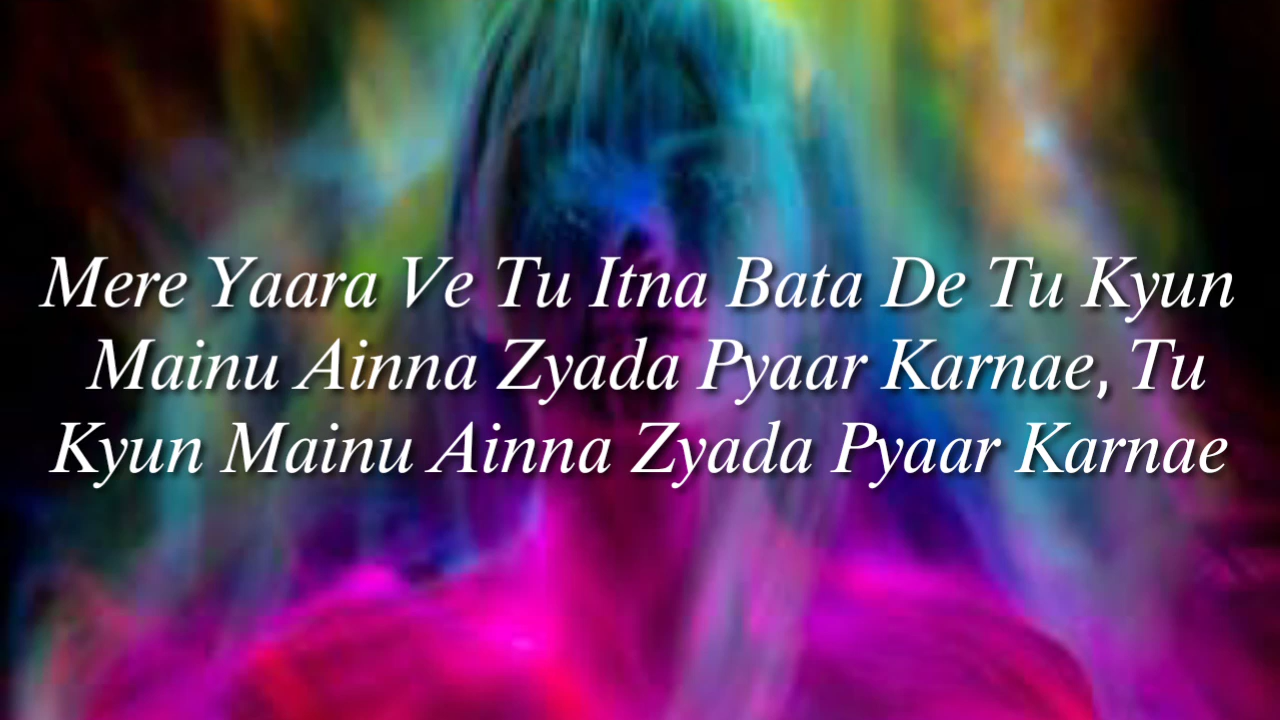 Mere Yaara Ve Tu Itna Bata De Tu Kyun
Mainu Ainna Zyada Pyaar Karnae, Tu
Kyun Mainu Ainna Zyada Pyaar Karnae